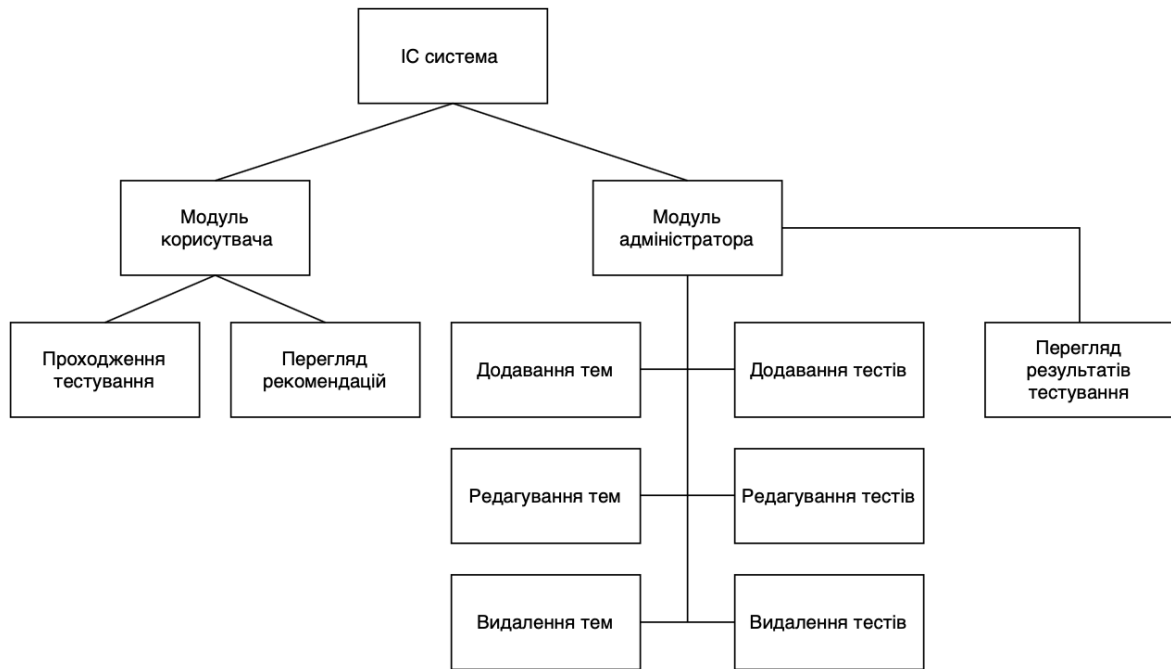 ІС система
Модуль
корисутвача
Модуль
адміністратора
Проходження
тестування
Перегляд
рекомендацій
Додавання тем
Додавання тестів
Перегляд
результатів
тестування
Редагування тем
Редагування тестів
Видалення тем
Видалення тестів